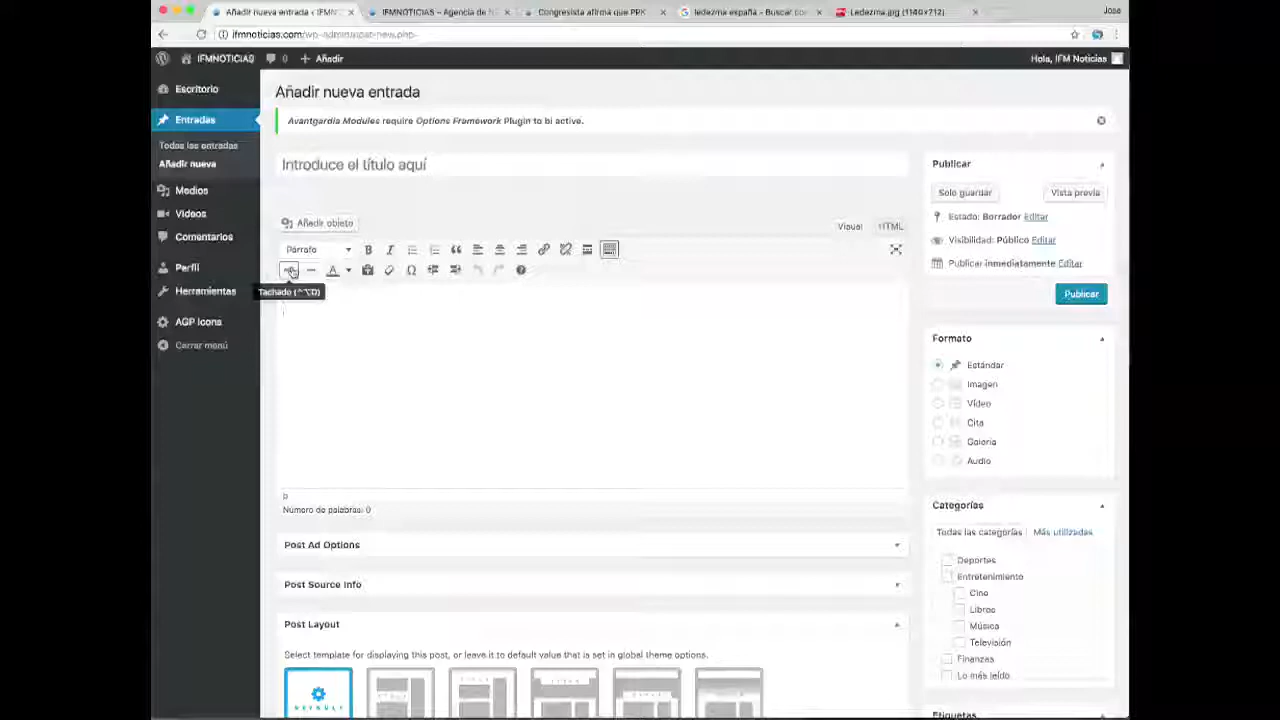 Añadir nueva entrada ‹ IFMN
IFMNOTICIAS – Agencia de N
Congresista afirma que PPK
ledezma españa - Buscar con
Ledezma.jpg (1140×712)
Jose
ifmnoticias.com/wp-admin/post-new.php
IFMNOTICIAS
0
Añadir
Hola, IFM Noticias
Escritorio
Entradas
Todas las entradas
Añadir nueva
Medios
Videos
Comentarios
Perfil
Herramientas
AGP Icons
Cerrar menú
Añadir nueva entrada
Avantgardia Modules require Options Framework Plugin to bi active.
Introduce el título aquí
Añadir objeto
Visual
HTML
Párrafo
Tachado (^⌥D)
p
Número de palabras: 0
Post Ad Options
Post Source Info
Post Layout
Select template for displaying this post, or leave it to default value that is set in global theme options.
DEFAULT
Publicar
Solo guardar
Vista previa
Estado: Borrador Editar
Visibilidad: Público Editar
Publicar inmediatamente Editar
Publicar
Formato
Estándar
Imagen
Vídeo
Cita
Galería
Audio
Categorías
Todas las categorías
Más utilizadas
Deportes
Entretenimiento
Cine
Libros
Música
Televisión
Finanzas
Lo más leído
Etiquetas